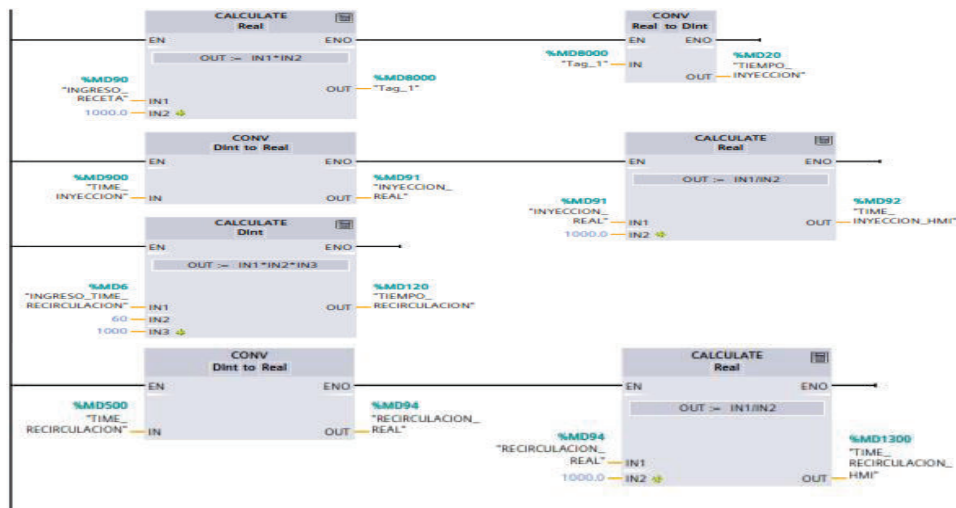 CALCULATE
Real
EN ENO
OUT := IN1*IN2
%MD90
"INGRESO_
RECETA" IN1
1000.0 IN2
OUT %MD8000
"Tag_1"
CONV
Real to Dint
EN ENO
%MD8000
"Tag_1" IN
OUT %MD20
"TIEMPO_
INYECCION"
CONV
Dint to Real
EN ENO
%MD900
"TIME_
INYECCION" IN
OUT %MD91
"INYECCION_
REAL"
CALCULATE
Real
EN ENO
OUT := IN1/IN2
%MD91
"INYECCION_
REAL" IN1
1000.0 IN2
OUT %MD92
"TIME_
INYECCION_HMI"
CALCULATE
Dint
EN ENO
OUT := IN1*IN2*IN3
%MD6
"INGRESO_TIME_
RECIRCULACION" IN1
60 IN2
1000 IN3
OUT %MD120
"TIEMPO_
RECIRCULACION"
CONV
Dint to Real
EN ENO
%MD500
"TIME_
RECIRCULACION" IN
OUT %MD94
"RECIRCULACION_
REAL"
CALCULATE
Real
EN ENO
OUT := IN1/IN2
%MD94
"RECIRCULACION_
REAL" IN1
1000.0 IN2
OUT %MD1300
"TIME_
RECIRCULACION_
HMI"